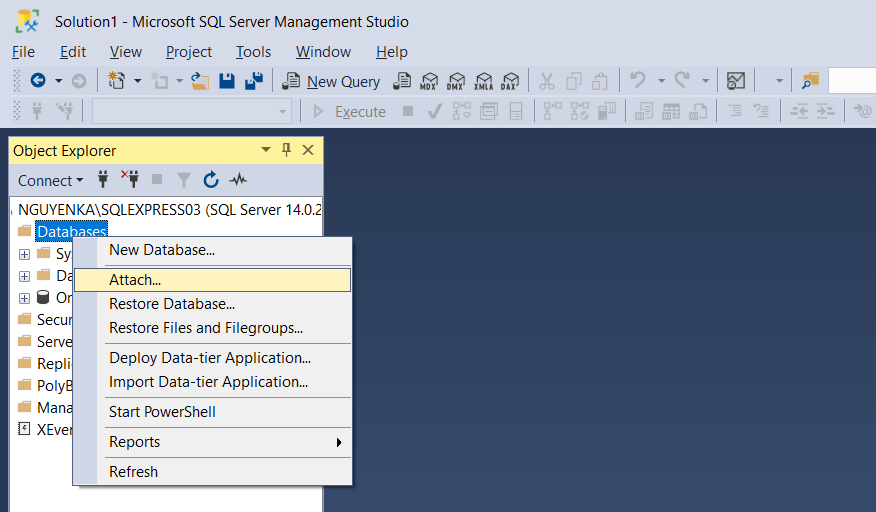 Solution1 - Microsoft SQL Server Management Studio
File Edit View Project Tools Window Help
New Query MDX DMX XMLA DAX
Execute
Object Explorer
Connect
NGUYENKA\SQLEXPRESS03 (SQL Server 14.0.2
Databases
New Database...
Sy
Attach...
Da
Restore Database...
Or
Restore Files and Filegroups...
Secur
Serve
Deploy Data-tier Application...
Repli
Import Data-tier Application...
PolyB
Start PowerShell
Mana
XEver
Reports
Refresh